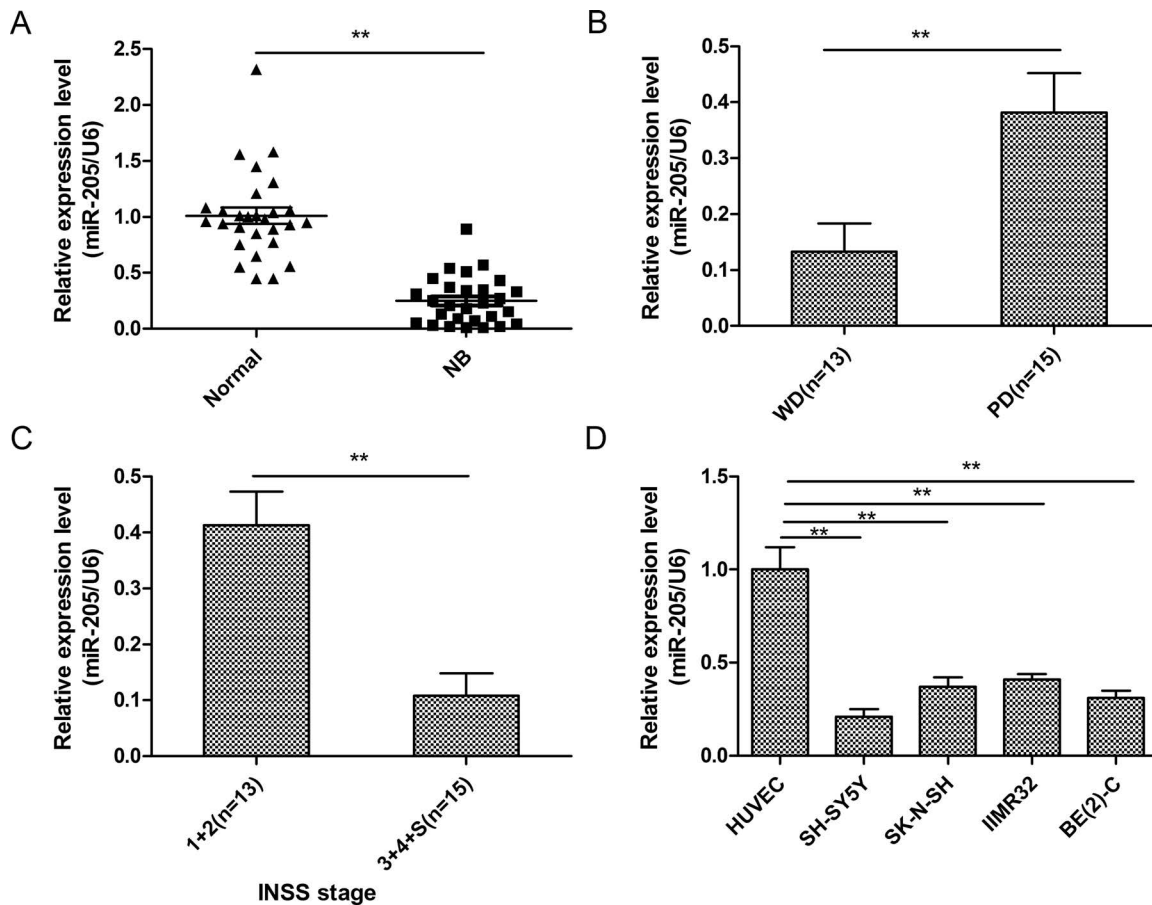 A
Relative expression level
(miR-205/U6)
2.5
2.0
1.5
1.0
0.5
0.0
**
Normal
NB
B
Relative expression level
(miR-205/U6)
0.5
0.4
0.3
0.2
0.1
0.0
**
WD(n=13)
PD(n=15)
C
Relative expression level
(miR-205/U6)
0.5
0.4
0.3
0.2
0.1
0.0
**
1+2(n=13)
3+4+S(n=15)
INSS stage
D
Relative expression level
(miR-205/U6)
1.5
1.0
0.5
0.0
**
**
**
**
HUVEC
SH-SY5Y
SK-N-SH
IIMR32
BE(2)-C